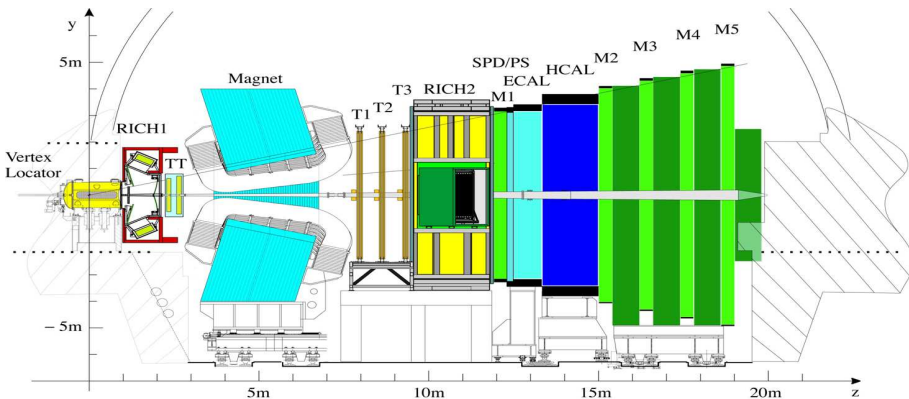 y
5m
Magnet
SPD/PS
ECAL
HCAL
M1
M2
M3
M4
M5
RICH2
T1
T2
T3
RICH1
TT
Vertex
Locator
− 5m
5m
10m
15m
20m
z